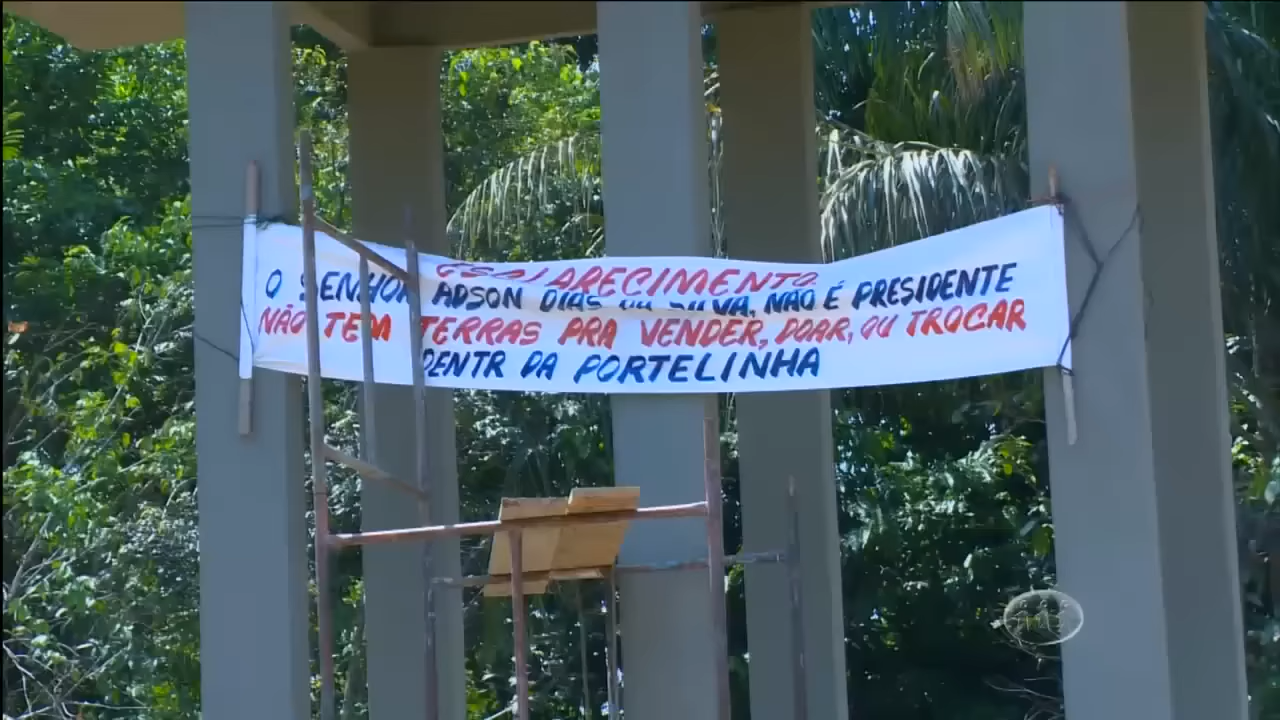 ESCLARECIMENTO
O SENHOR ADSON DIAS DA SILVA, NÃO É PRESIDENTE
NÃO TEM TERRAS PRA VENDER, DOAR, OU TROCAR
DENTR DA PORTELINHA